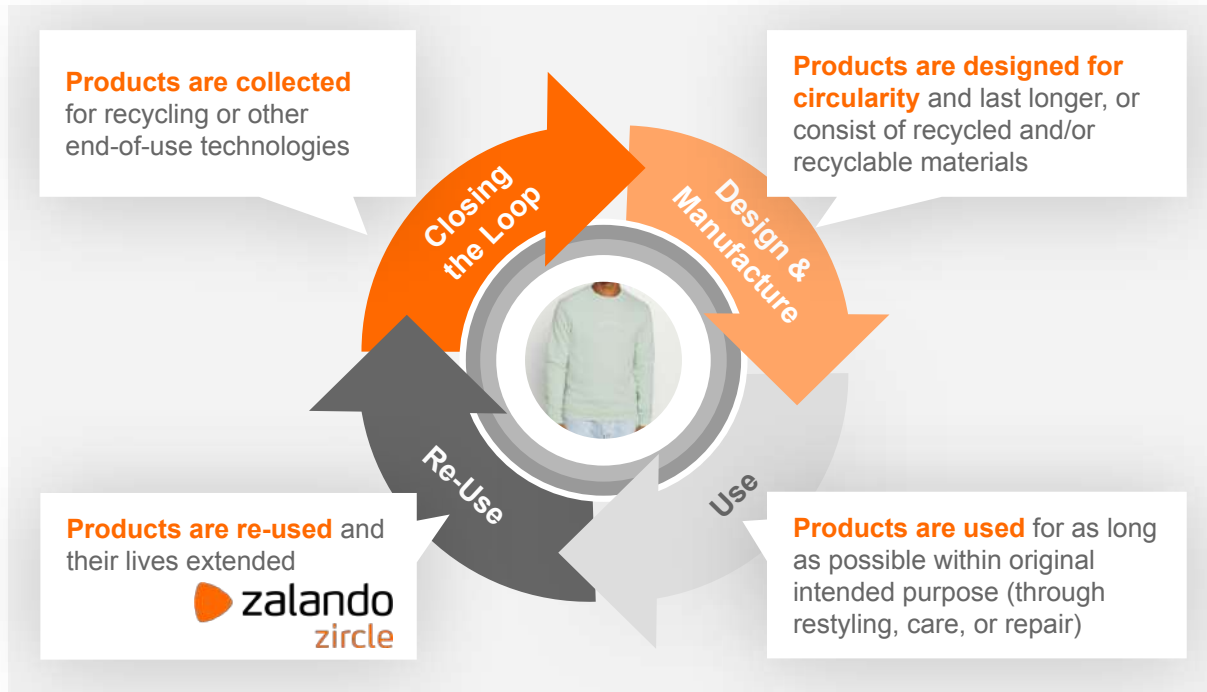 Products are collected
for recycling or other
end-of-use technologies
Products are designed for
circularity and last longer, or
consist of recycled and/or
recyclable materials
Closing
the Loop
Design &
Manufacture
Re-Use
Use
Products are re-used and
their lives extended
zalando
zircle
Products are used for as long
as possible within original
intended purpose (through
restyling, care, or repair)